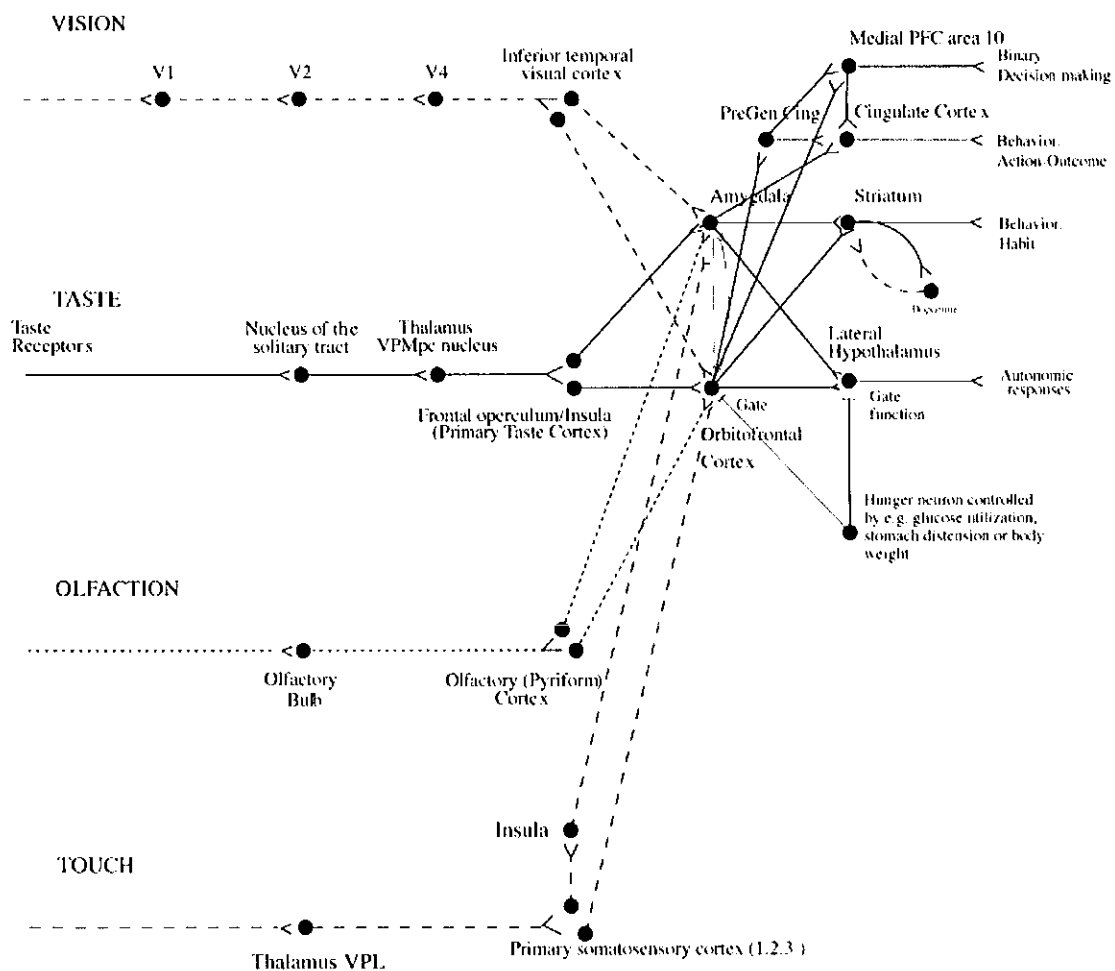 VISION
V1
V2
V4
Inferior temporal
visual cortex
Medial PFC area 10
Binary
Decision making
PreGen Cing
Cingulate Cortex
Behavior.
Action-Outcome
Amygdala
Striatum
Behavior.
Habit
Dopamine
TASTE
Taste
Receptors
Nucleus of the
solitary tract
Thalamus
VPMpc nucleus
Frontal operculum/Insula
(Primary Taste Cortex)
Gate
Orbitofrontal
Cortex
Lateral
Hypothalamus
Gate
function
Autonomic
responses
Hunger neuron controlled
by e.g. glucose utilization,
stomach distension or body
weight
OLFACTION
Olfactory
Bulb
Olfactory (Pyriform)
Cortex
TOUCH
Insula
Thalamus VPL
Primary somatosensory cortex (1.2.3 )